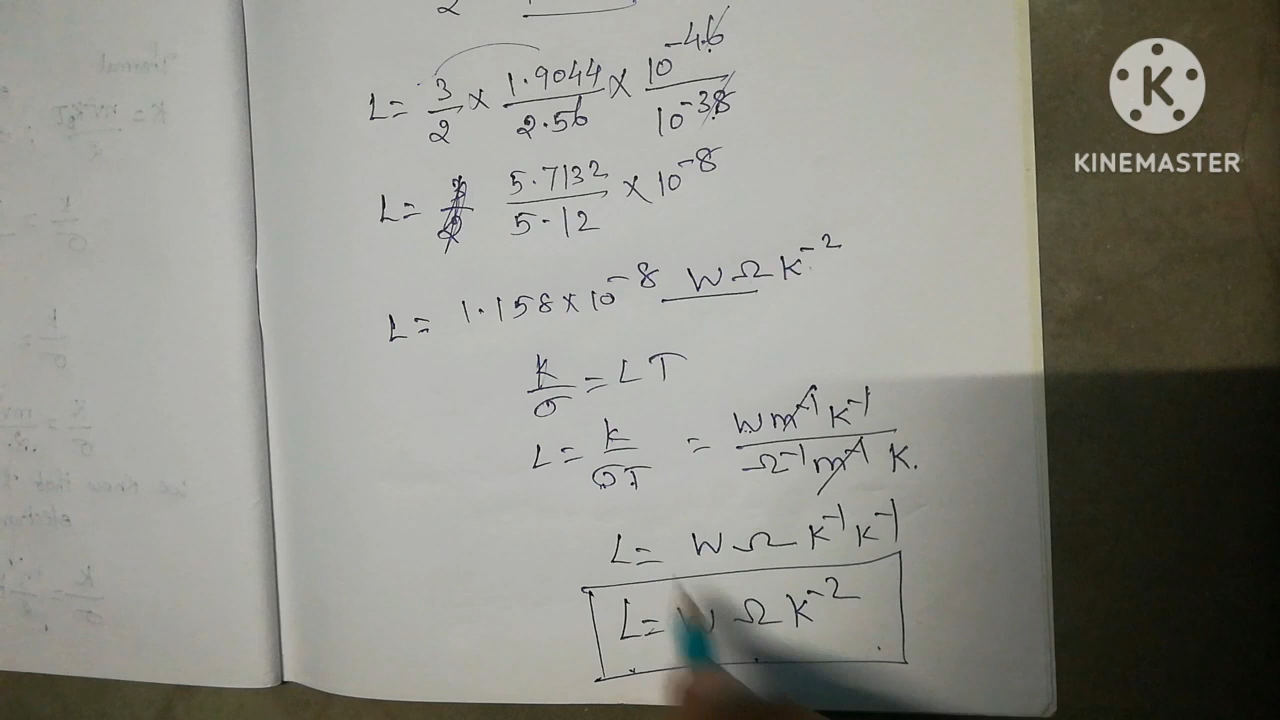 2
L = 3/2 × 1.9044/2.56 × 10^-46/10^-38
L = 5.7132/5.12 × 10^-8
L = 1.158 × 10^-8 W Ω K^-2
K/σ = L T
L = K/σT = W m^-1 K^-1 / Ω^-1 m^-1 K.
L = W Ω K^-1 K^-1
L = W Ω K^-2
K
KINEMASTER